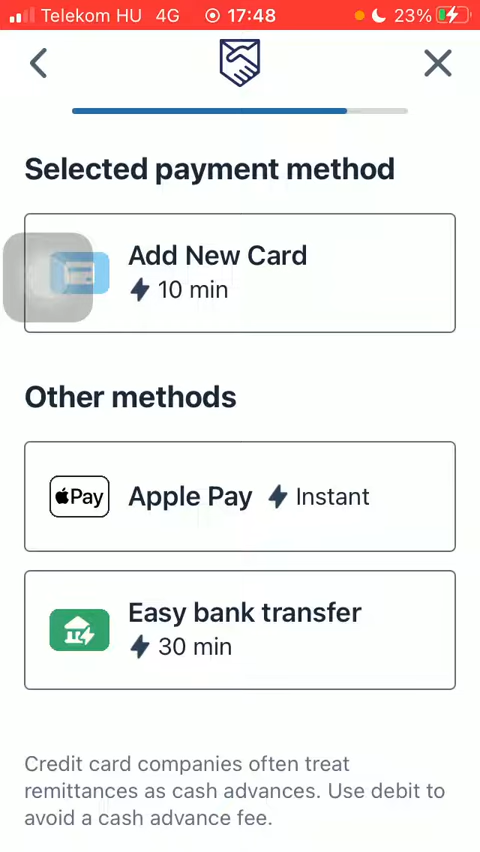 Telekom HU 4G 17:48 23%
Selected payment method
Add New Card
10 min
Other methods
Pay Apple Pay Instant
Easy bank transfer
30 min
Credit card companies often treat
remittances as cash advances. Use debit to
avoid a cash advance fee.